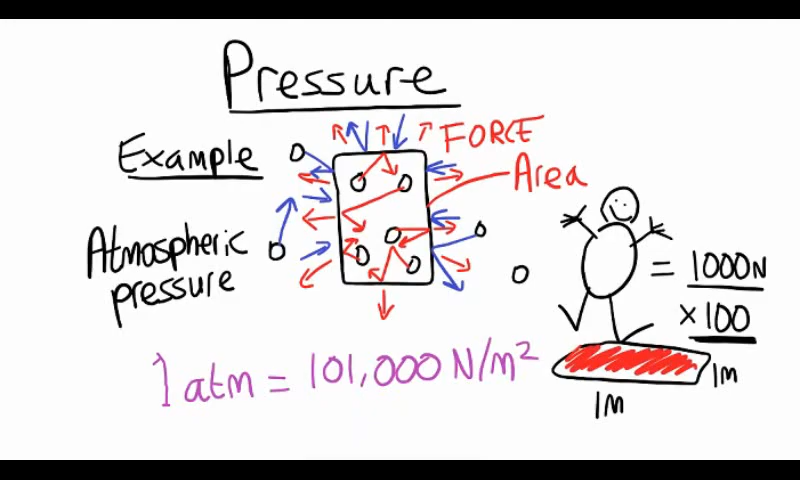 Pressure
Example
FORCE
Area
Atmospheric
pressure
= 1000N
×100
1m
1M
1 atm = 101,000 N/m²